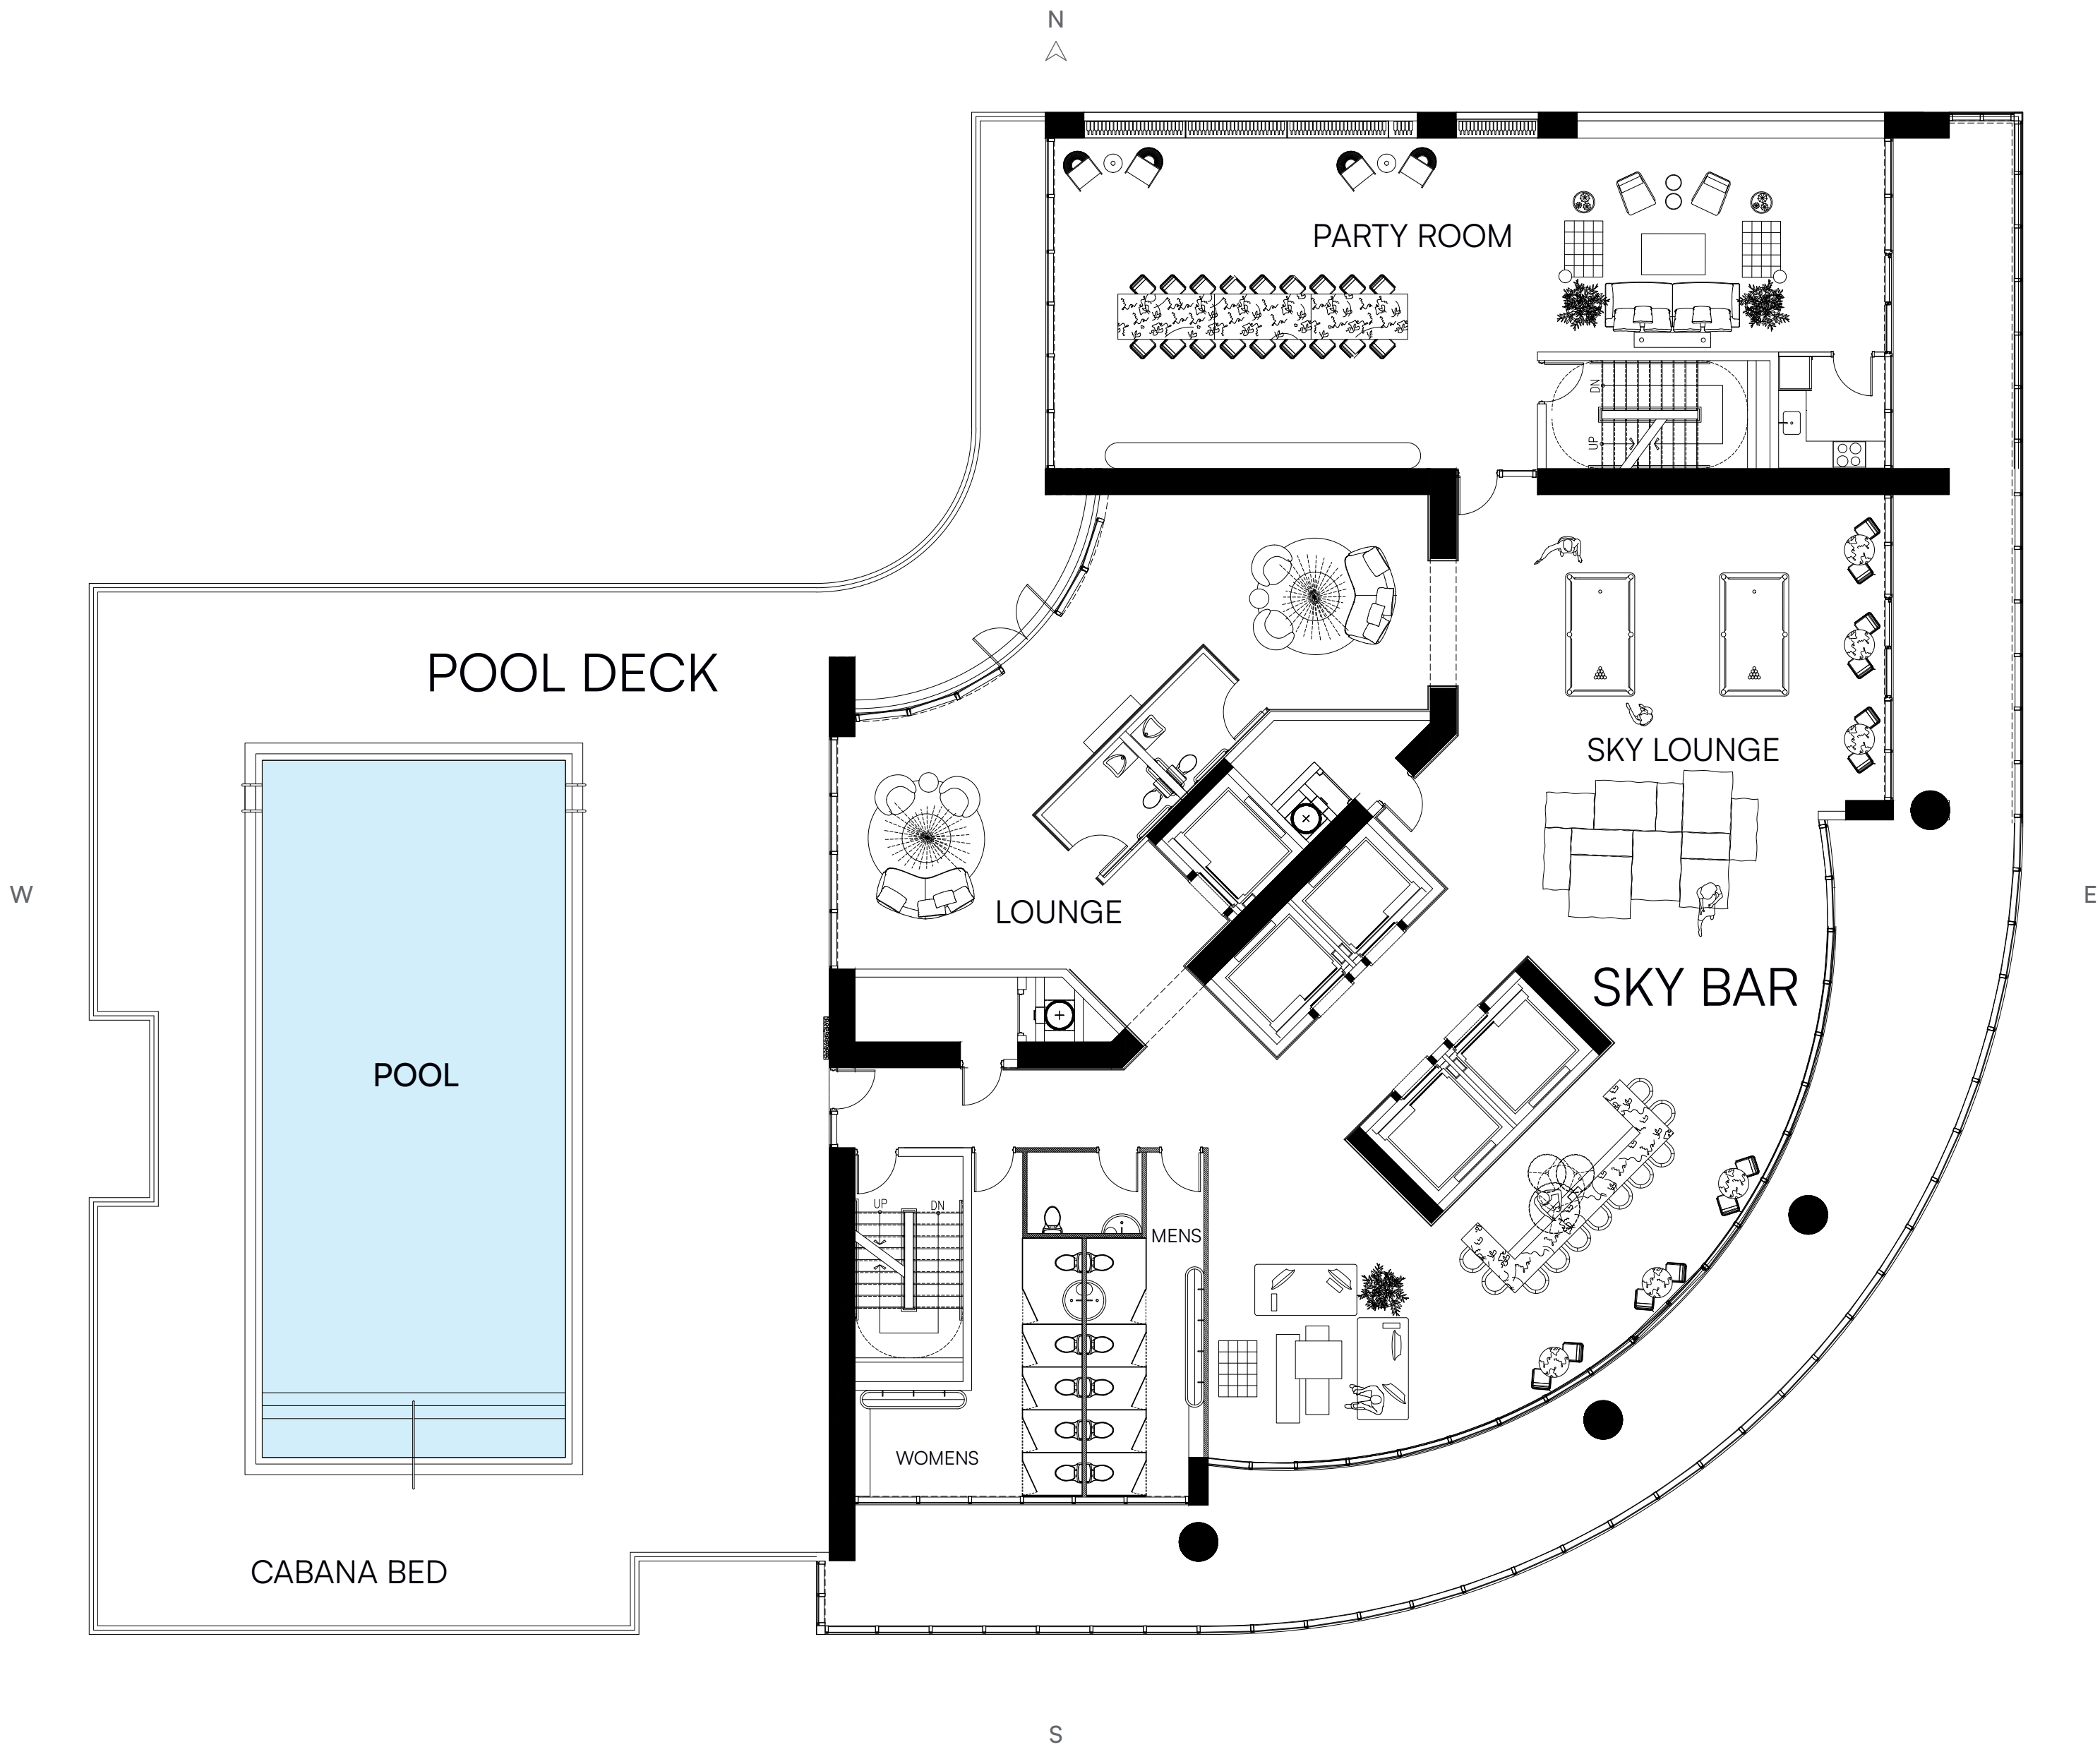 N
PARTY ROOM
DN
UP
POOL DECK
SKY LOUNGE
W
E
LOUNGE
SKY BAR
POOL
UP
DN
MENS
WOMENS
CABANA BED
S